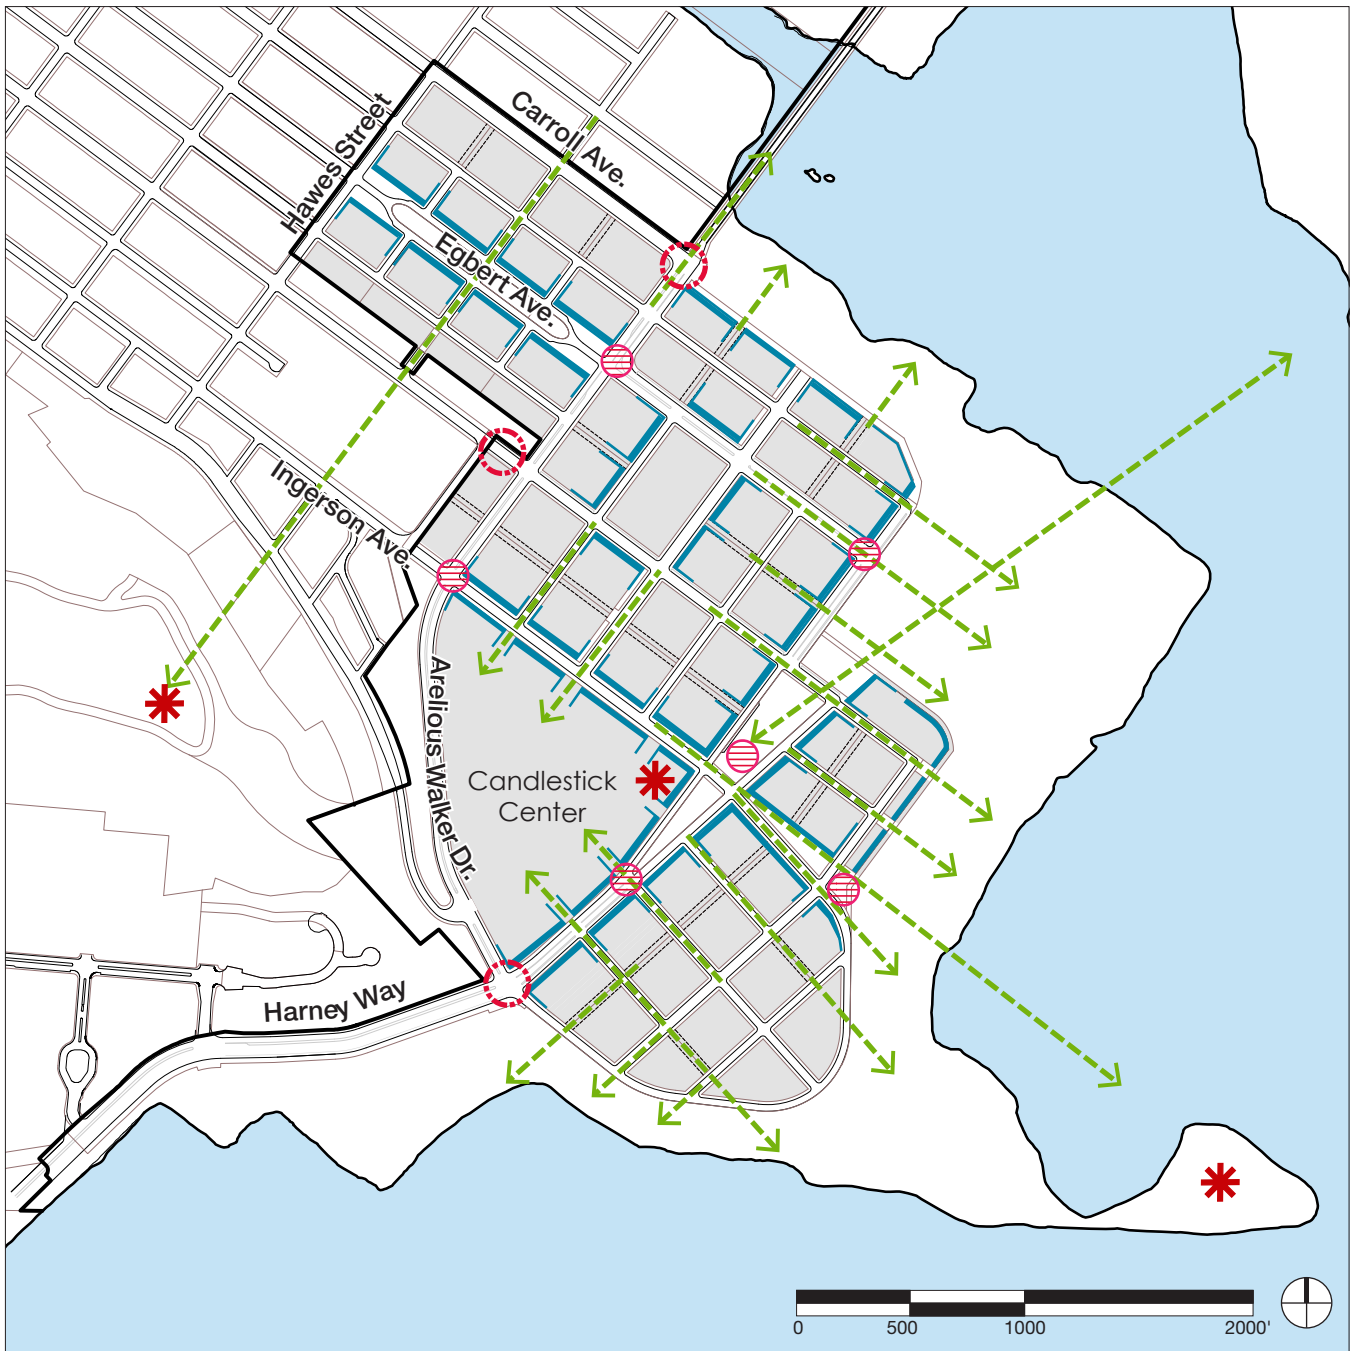 Carroll Ave.
Hawes Street
Egbert Ave.
Ingerson Ave.
Arelious Walker Dr.
Candlestick
Center
Harney Way
0 500 1000 2000'